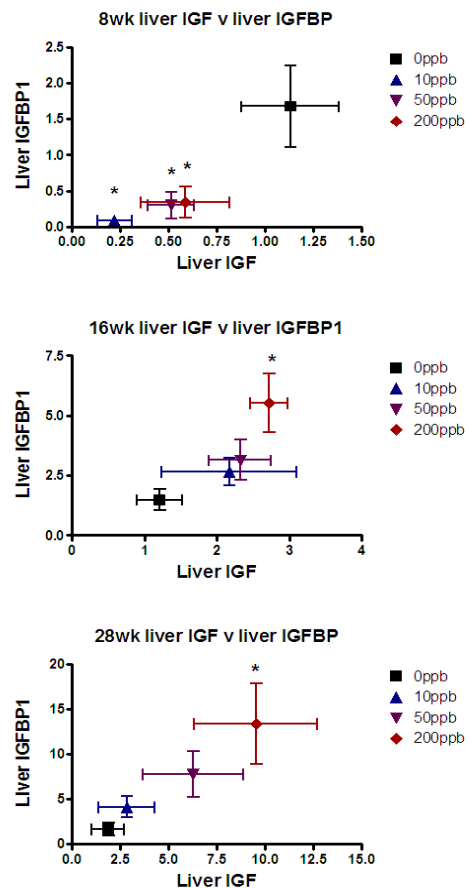 8wk liver IGF v liver IGFBP
2.5
2.0
1.5
1.0
0.5
0.0
LIver IGFBP1
* * *
0.00 0.25 0.50 0.75 1.00 1.25 1.50
Liver IGF
0ppb
10ppb
50ppb
200ppb
16wk liver IGF v liver IGFBP1
7.5
5.0
2.5
0.0
LIver IGFBP1
*
0 1 2 3 4
Liver IGF
0ppb
10ppb
50ppb
200ppb
28wk liver IGF v liver IGFBP
20
15
10
5
0
LIver IGFBP1
*
0.0 2.5 5.0 7.5 10.0 12.5 15.0
Liver IGF
0ppb
10ppb
50ppb
200ppb